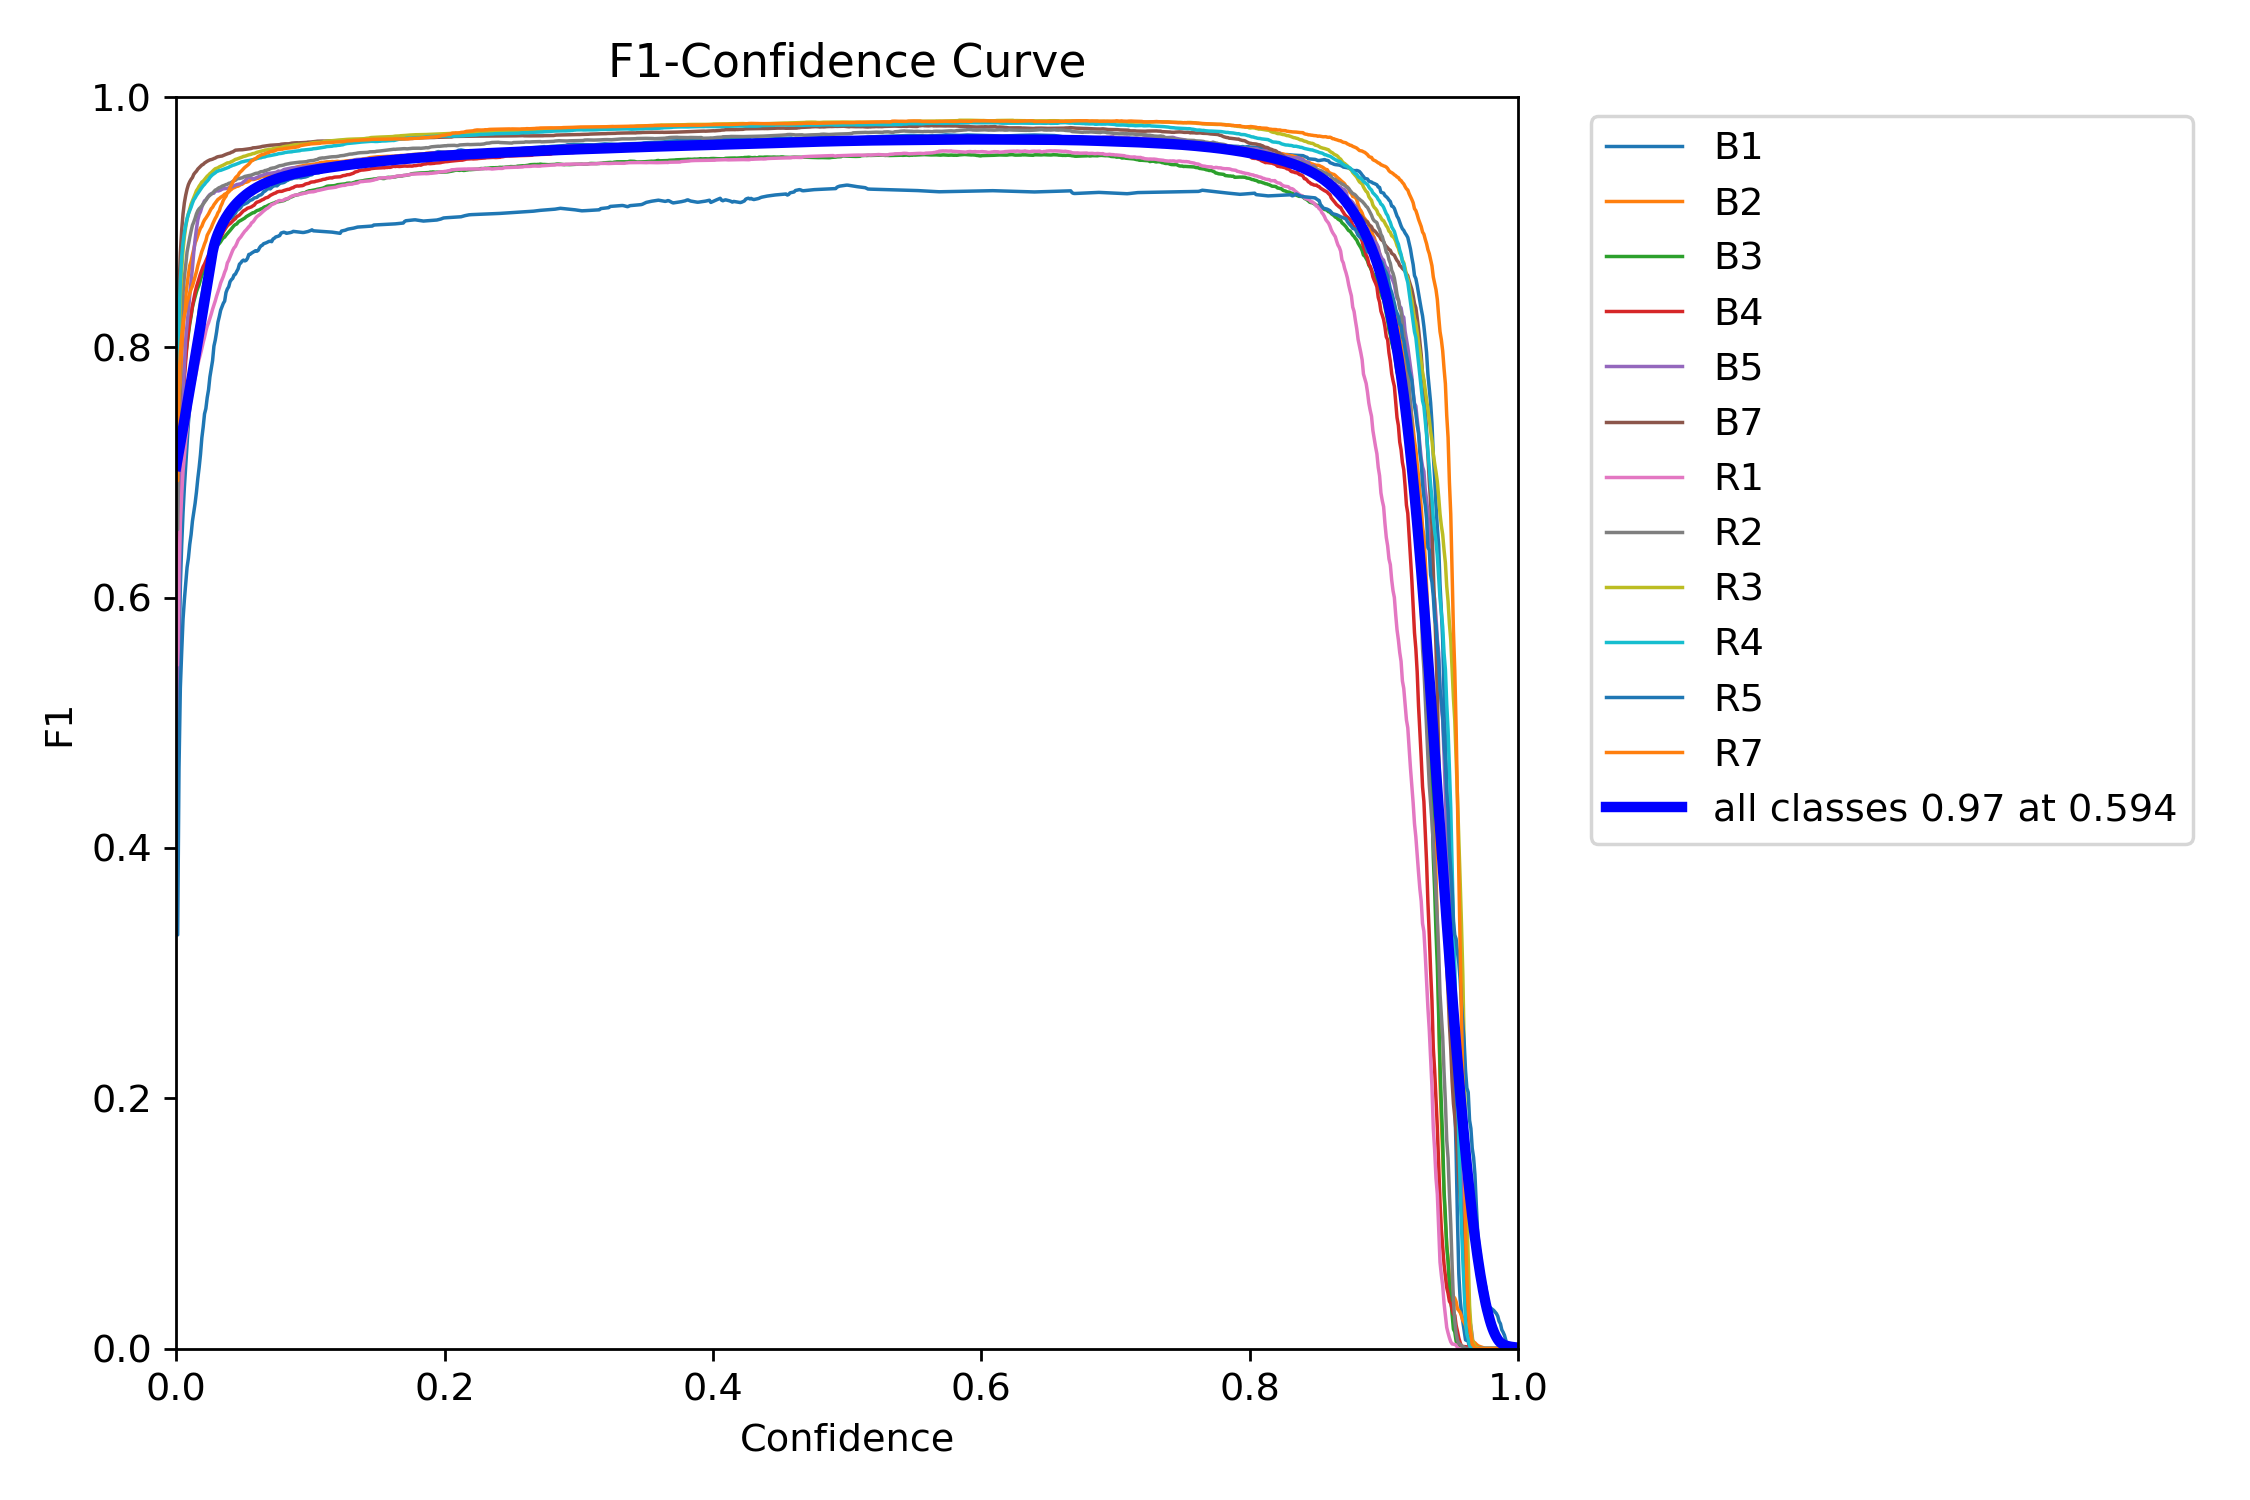 F1-Confidence Curve
1.0
0.8
0.6
0.4
0.2
0.0
F1
0.0
0.2
0.4
0.6
0.8
1.0
Confidence
B1
B2
B3
B4
B5
B7
R1
R2
R3
R4
R5
R7
all classes 0.97 at 0.594